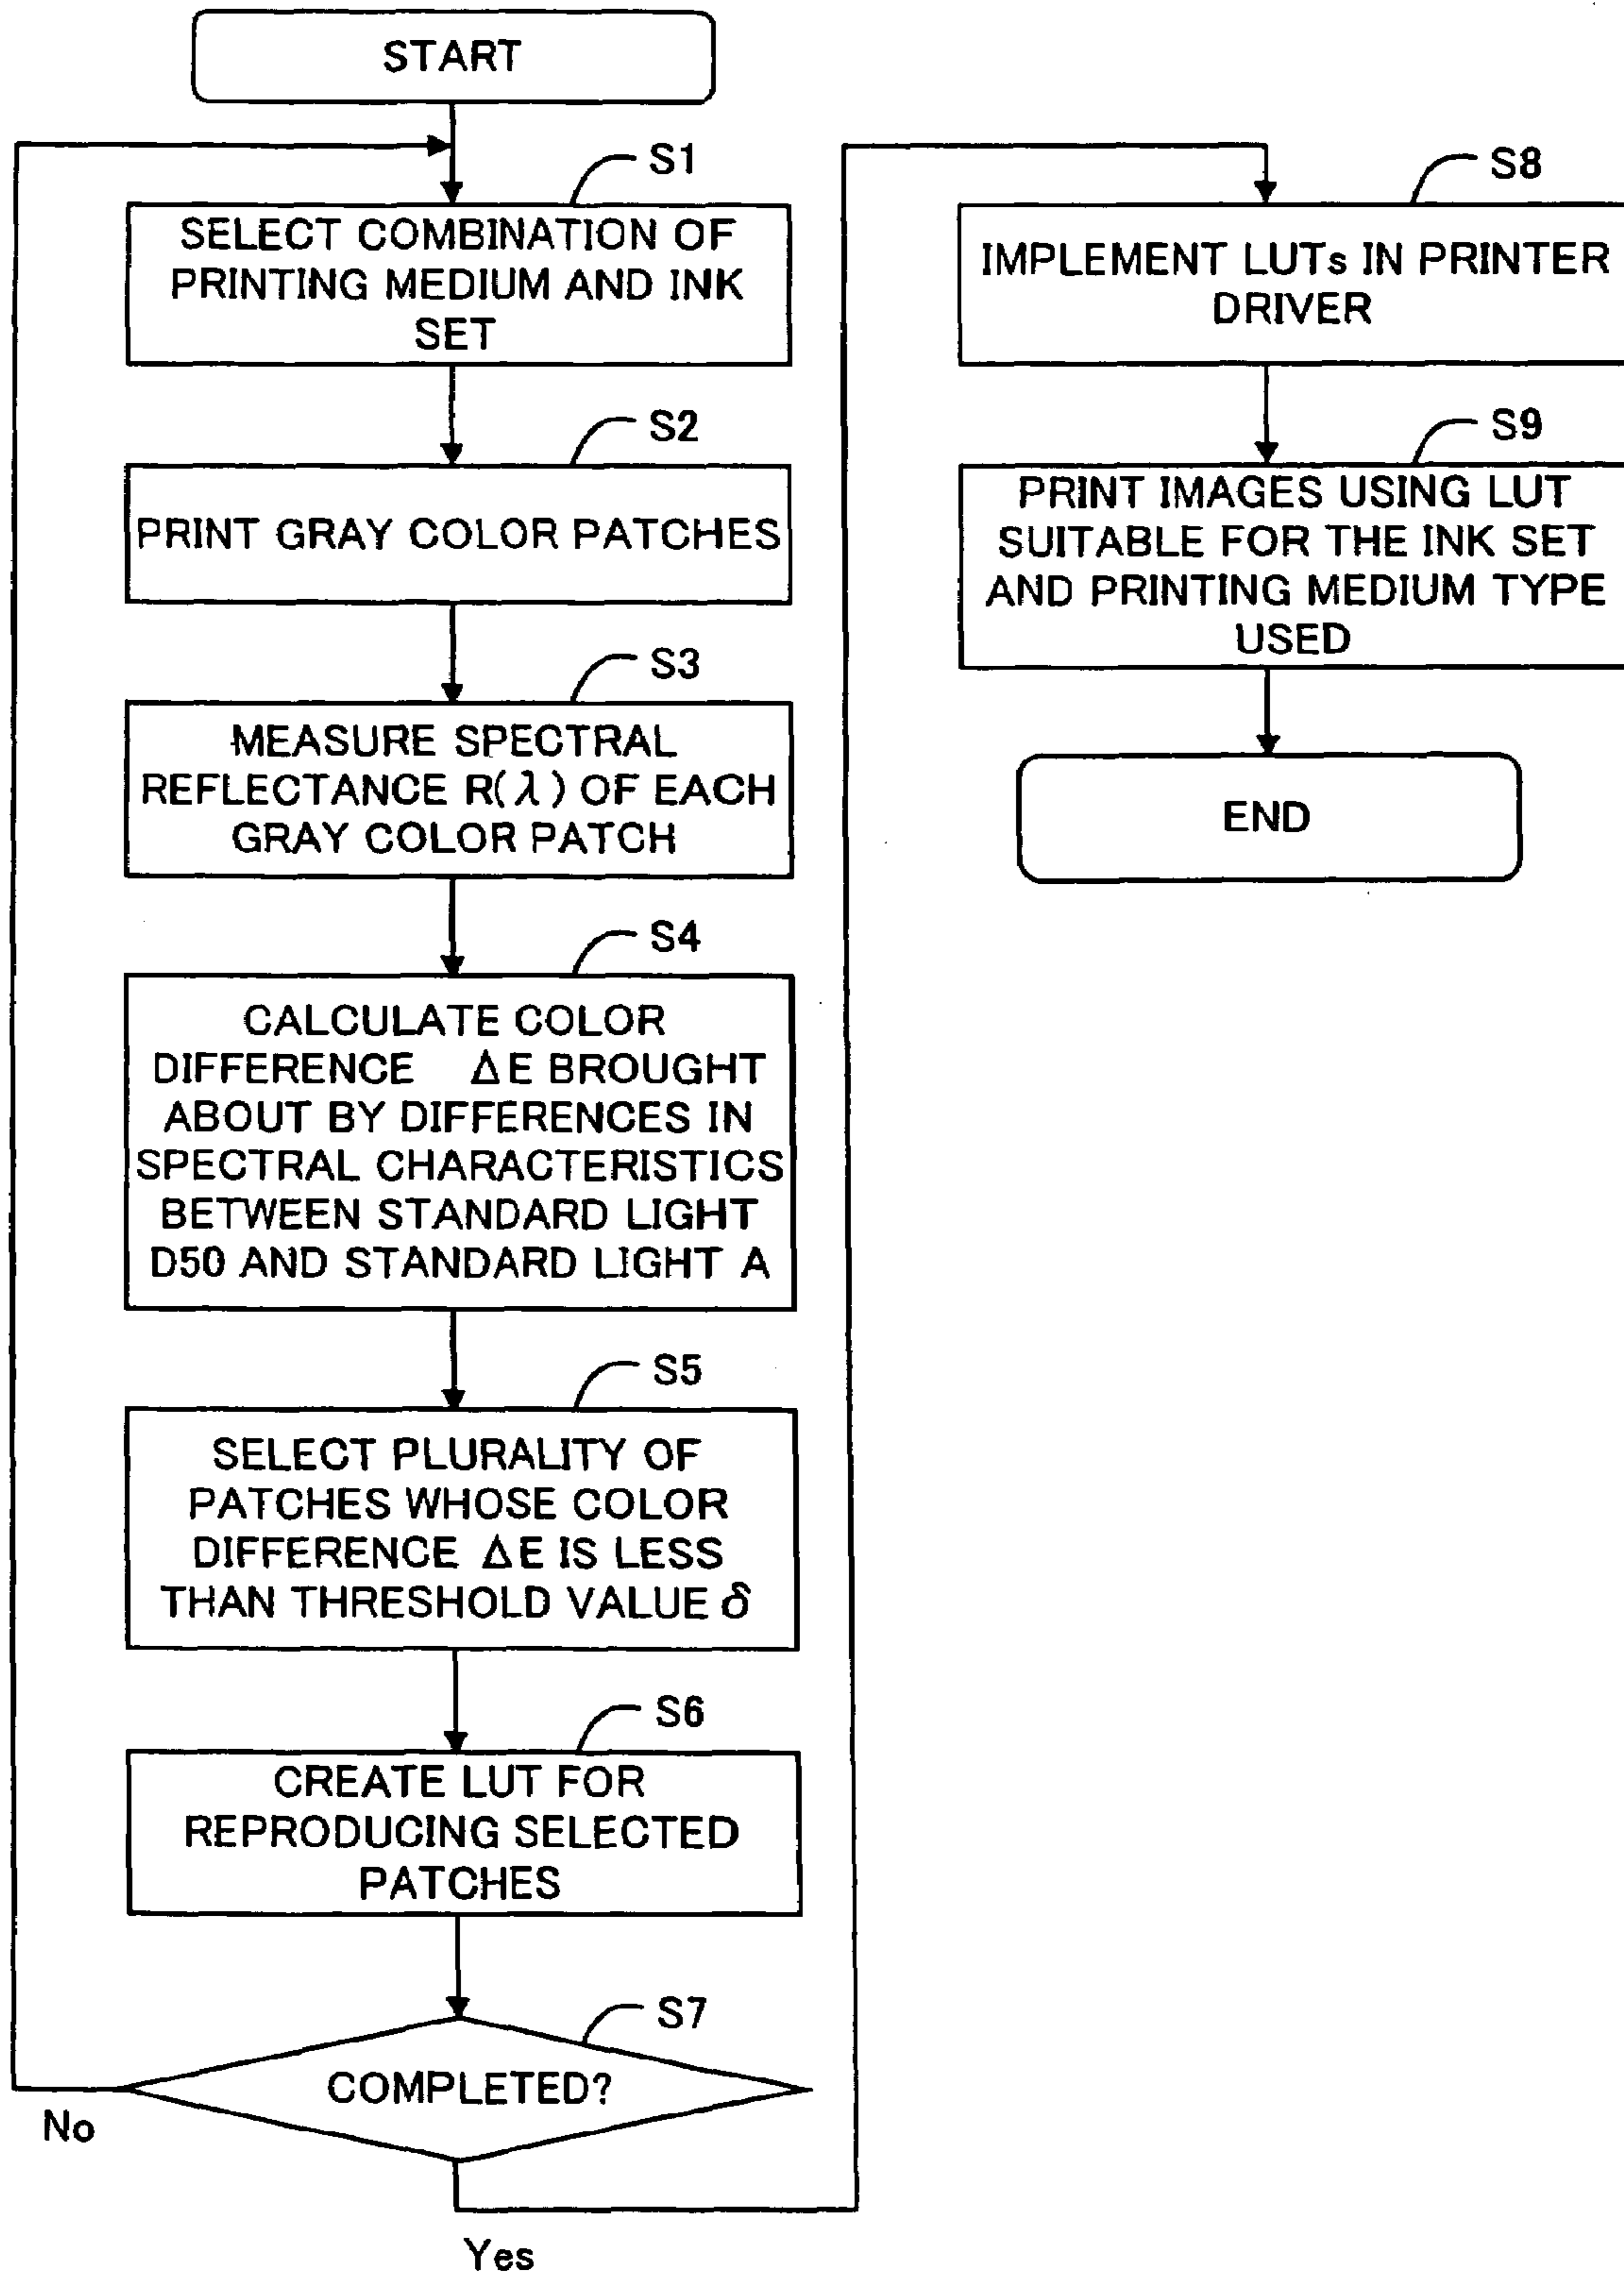 START
S1
SELECT COMBINATION OF
PRINTING MEDIUM AND INK
SET
S2
PRINT GRAY COLOR PATCHES
S3
MEASURE SPECTRAL
REFLECTANCE R(λ) OF EACH
GRAY COLOR PATCH
S4
CALCULATE COLOR
DIFFERENCE ΔE BROUGHT
ABOUT BY DIFFERENCES IN
SPECTRAL CHARACTERISTICS
BETWEEN STANDARD LIGHT
D50 AND STANDARD LIGHT A
S5
SELECT PLURALITY OF
PATCHES WHOSE COLOR
DIFFERENCE ΔE IS LESS
THAN THRESHOLD VALUE δ
S6
CREATE LUT FOR
REPRODUCING SELECTED
PATCHES
S7
COMPLETED?
No
Yes
S8
IMPLEMENT LUTs IN PRINTER
DRIVER
S9
PRINT IMAGES USING LUT
SUITABLE FOR THE INK SET
AND PRINTING MEDIUM TYPE
USED
END